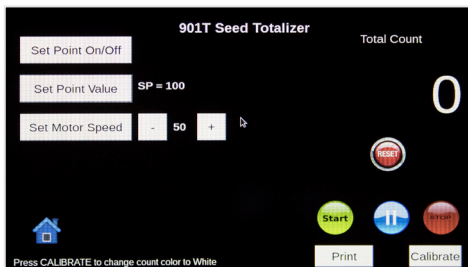 901T Seed Totalizer
Set Point On/Off
Total Count
Set Point Value
SP = 100
0
Set Motor Speed
-
50
+
RESET
Start
STOP
Print
Calibrate
Press CALIBRATE to change count color to White